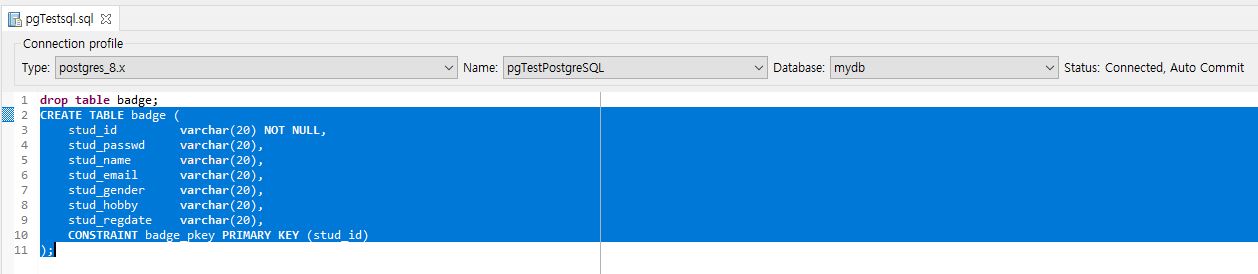 pgTestsql.sql
Connection profile
Type: postgres_8.x Name: pgTestPostgreSQL Database: mydb Status: Connected, Auto Commit
1 drop table badge;
2 CREATE TABLE badge (
3 stud_id varchar(20) NOT NULL,
4 stud_passwd varchar(20),
5 stud_name varchar(20),
6 stud_email varchar(20),
7 stud_gender varchar(20),
8 stud_hobby varchar(20),
9 stud_regdate varchar(20),
10 CONSTRAINT badge_pkey PRIMARY KEY (stud_id)
11 );